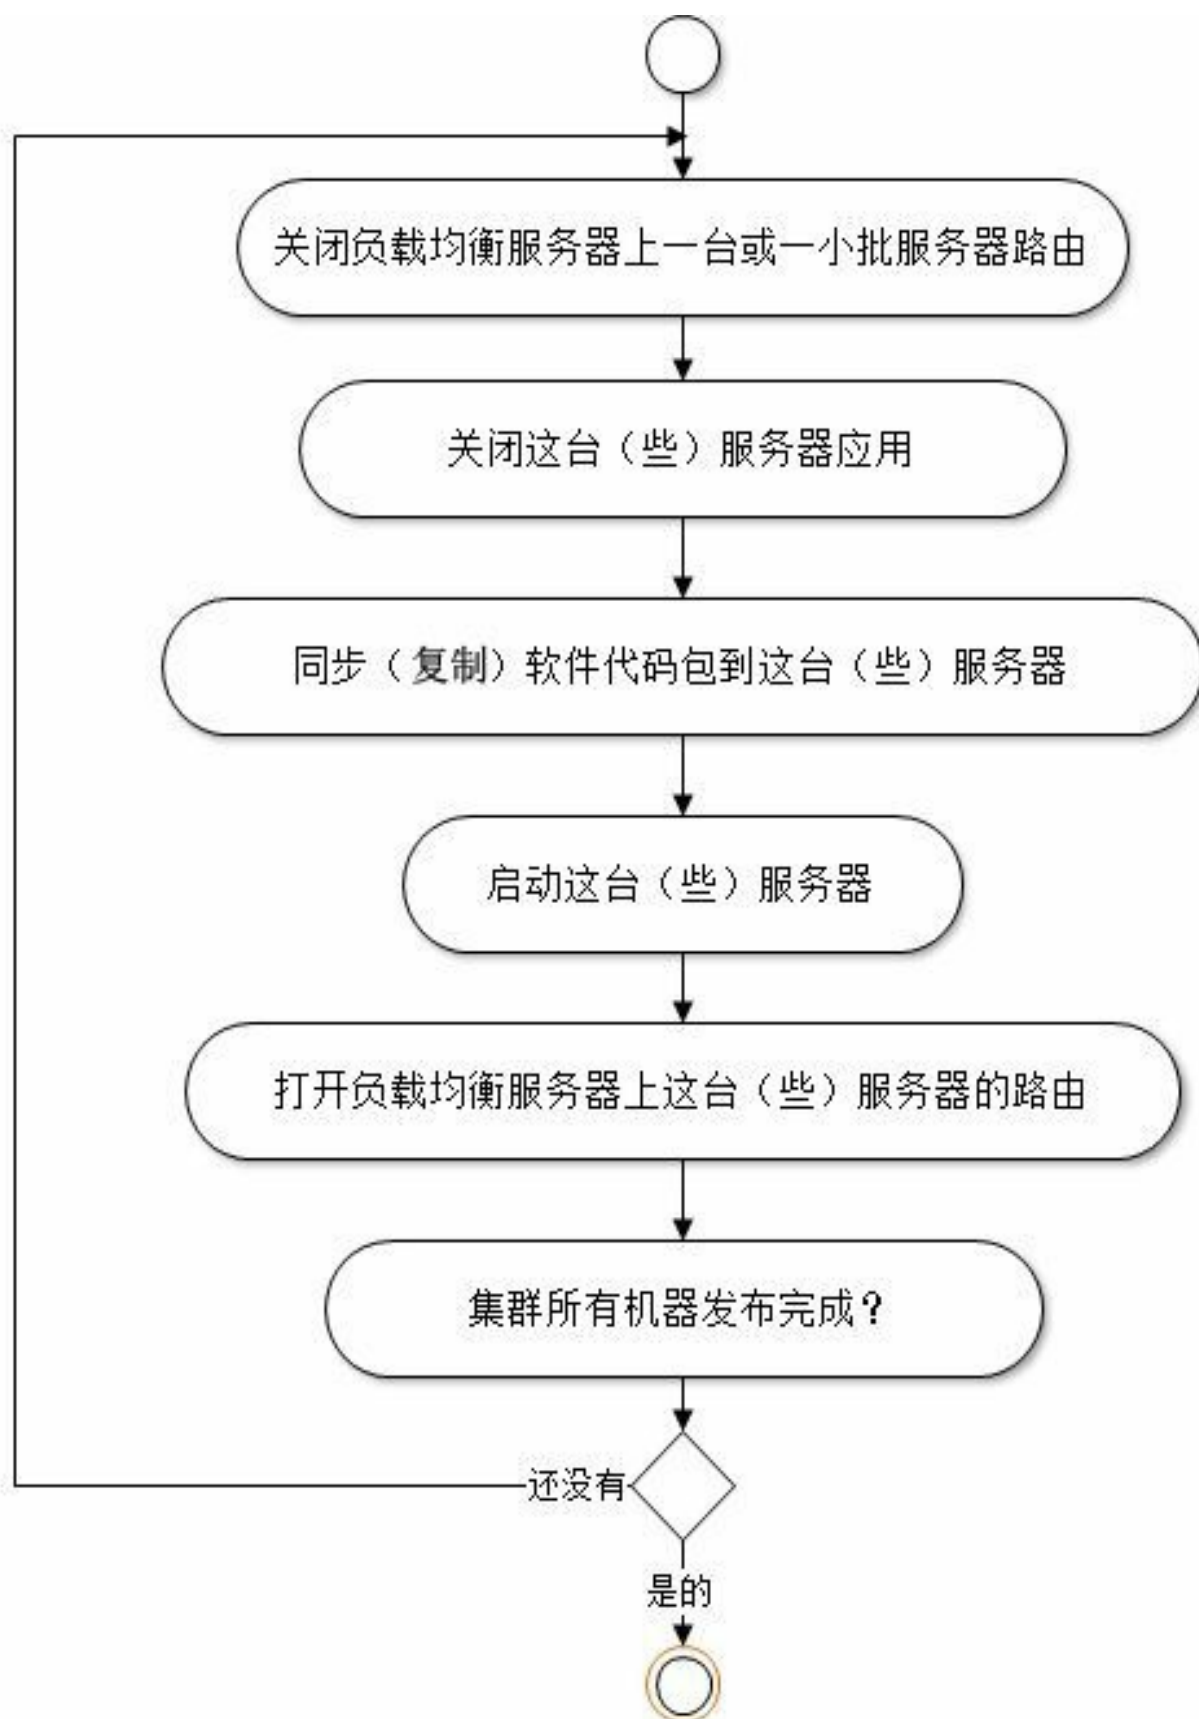 关闭负载均衡服务器上一台或一小批服务器路由
关闭这台（些）服务器应用
同步（复制）软件代码包到这台（些）服务器
启动这台（些）服务器
打开负载均衡服务器上这台（些）服务器的路由
集群所有机器发布完成？
还没有
是的